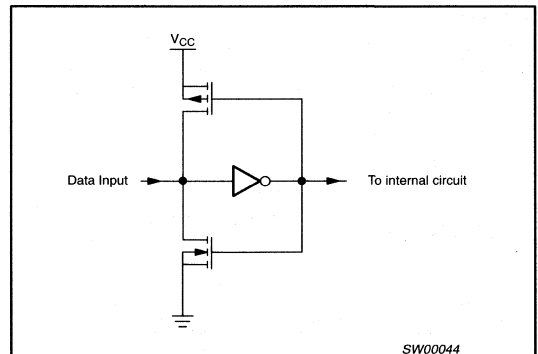 VCC
Data Input
To internal circuit
SW00044